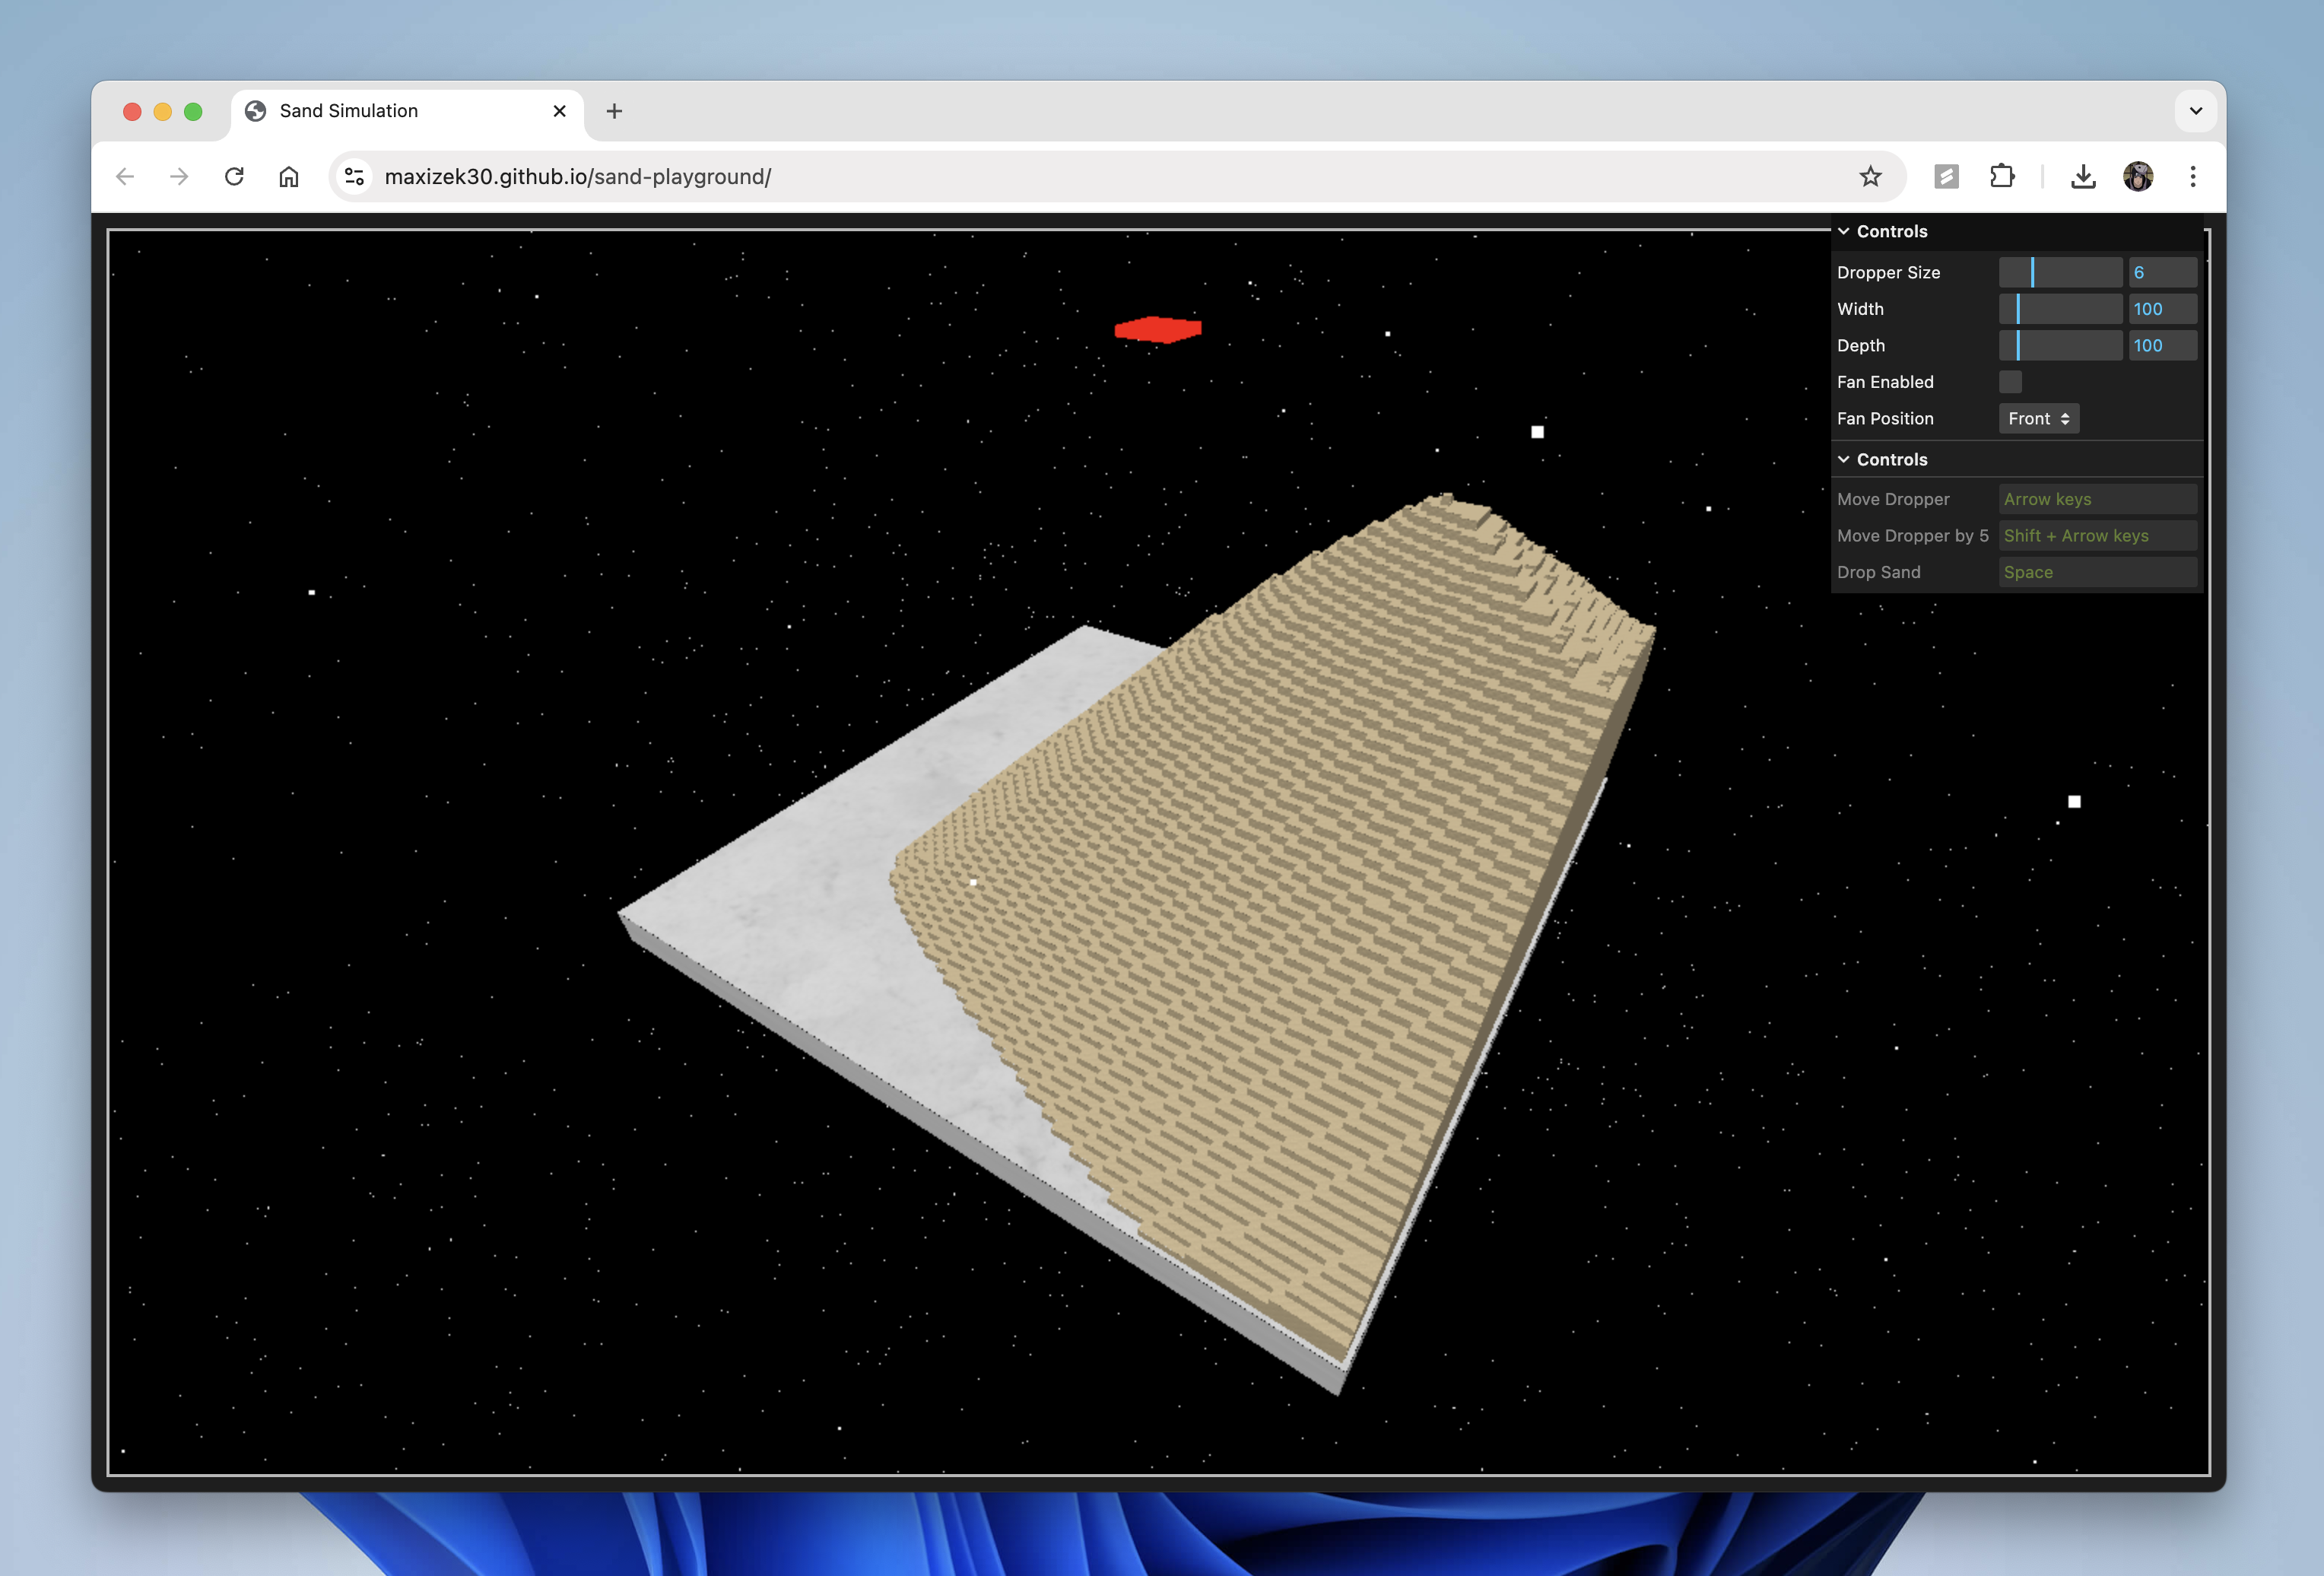 Sand Simulation
maxizek30.github.io/sand-playground/
Controls
Dropper Size 6
Width 100
Depth 100
Fan Enabled
Fan Position Front
Controls
Move Dropper Arrow keys
Move Dropper by 5 Shift + Arrow keys
Drop Sand Space